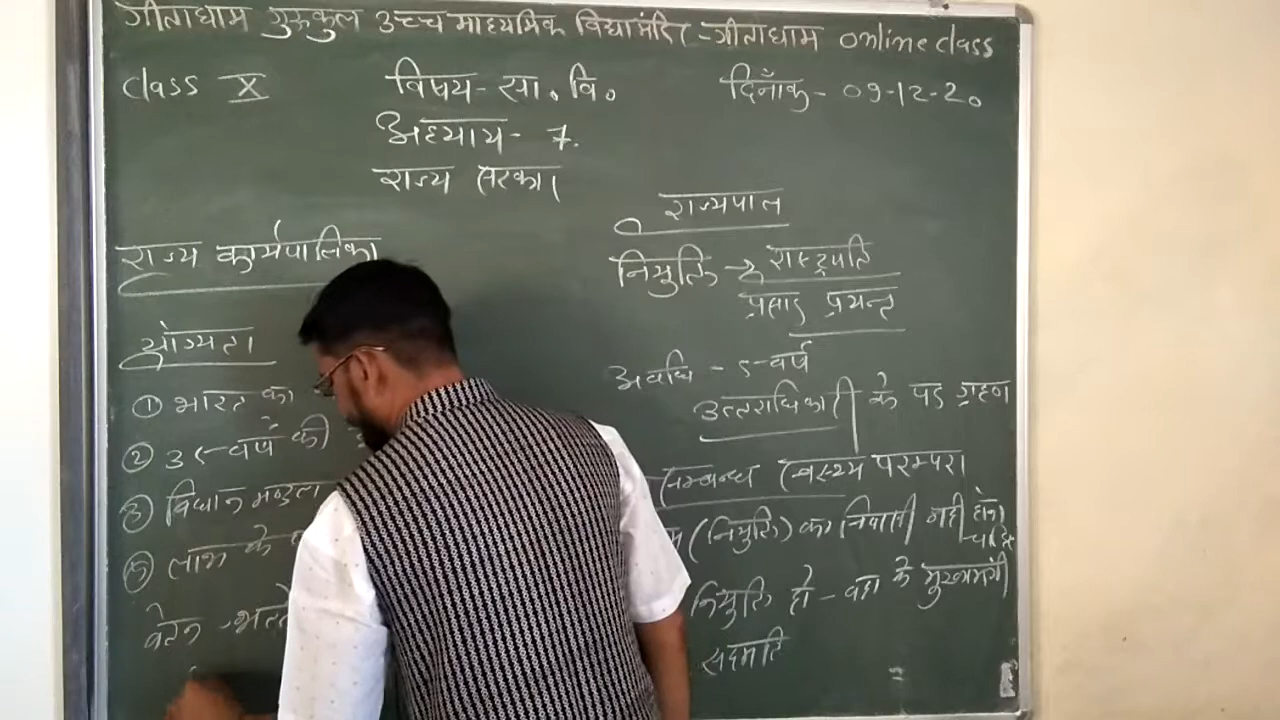 गीताधाम गुरुकुल उच्च माध्यमिक विद्यामंदिर -गीताधाम online class
class X विषय- सा. वि. दिनाँक- 09-12-20
अध्याय- 7.
राज्य सरकार
राज्य कार्यपालिका
योग्यता
① भारत का
② 35-वर्ष की
③ विधान मण्डल
⑤ लाभ के
वेतन -भत्ते
राज्यपाल
नियुक्ति → राष्ट्रपति
प्रसाद प्रयन्त
अवधि - 5-वर्ष
उत्तराधिकारी के पद ग्रहण
सम्बन्ध स्वस्थ्य परम्परा
(नियुक्ति) का निवासी नही होना
चाहिए
नियुक्ति हो - वहा के मुख्यमंत्री
सहमति